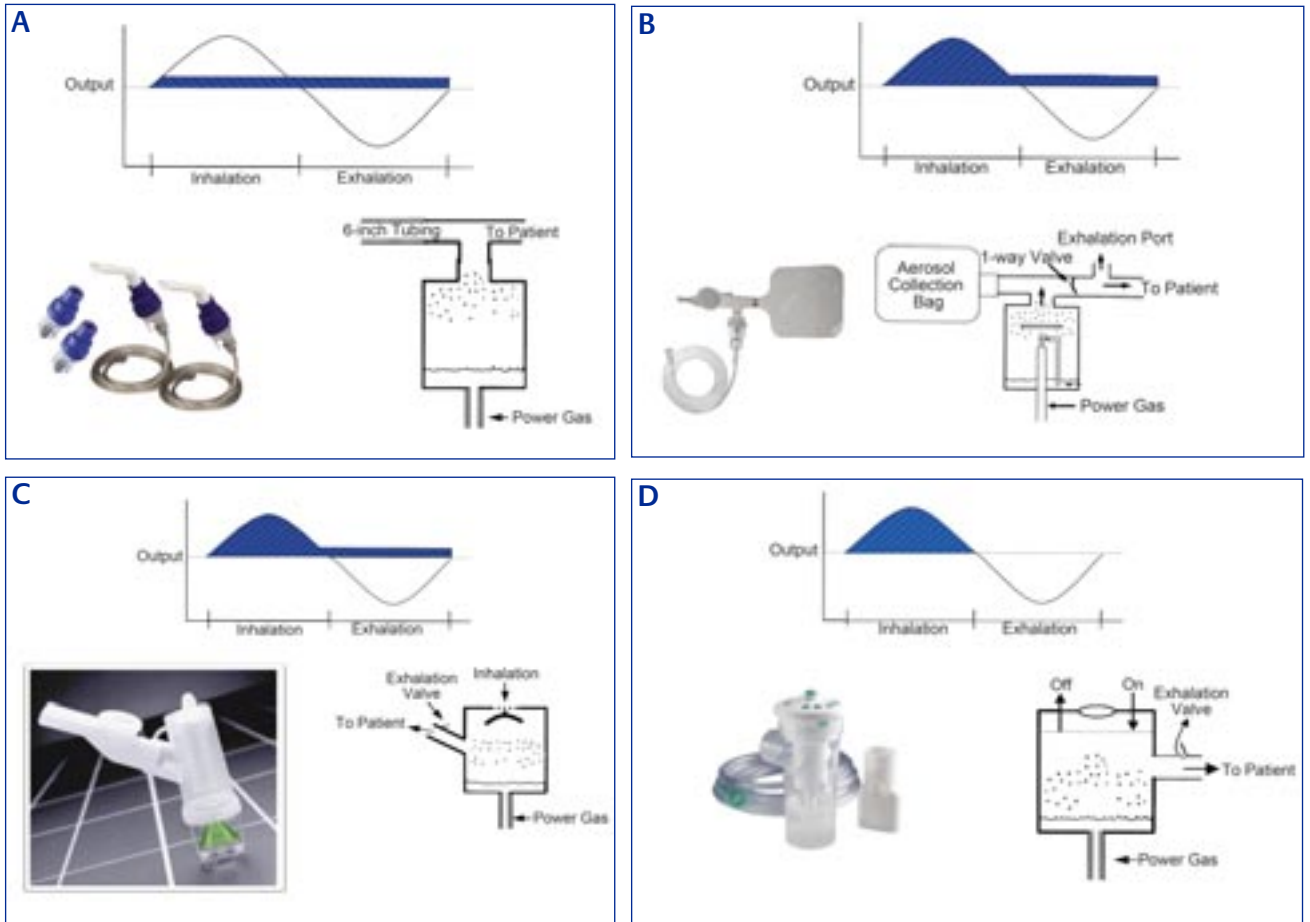 A
Output
Inhalation
Exhalation
6-inch Tubing
To Patient
Power Gas
B
Output
Inhalation
Exhalation
Exhalation Port
1-way Valve
Aerosol
Collection
Bag
To Patient
Power Gas
C
Output
Inhalation
Exhalation
Exhalation
Valve
Inhalation
To Patient
Power Gas
D
Output
Inhalation
Exhalation
Off
On
Exhalation
Valve
To Patient
Power Gas